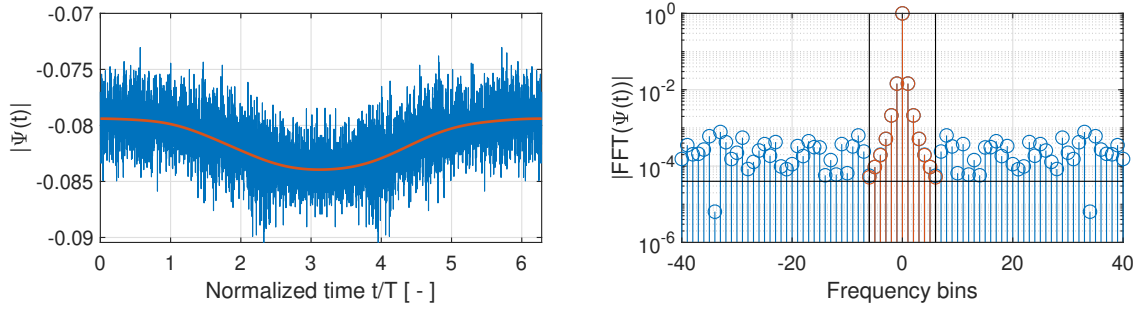 -0.07
-0.075
-0.08
-0.085
-0.09
|Ψ(t)|
0 1 2 3 4 5 6
Normalized time t/T [ - ]
10^0
10^-2
10^-4
10^-6
|FFT(Ψ(t))|
-40 -20 0 20 40
Frequency bins